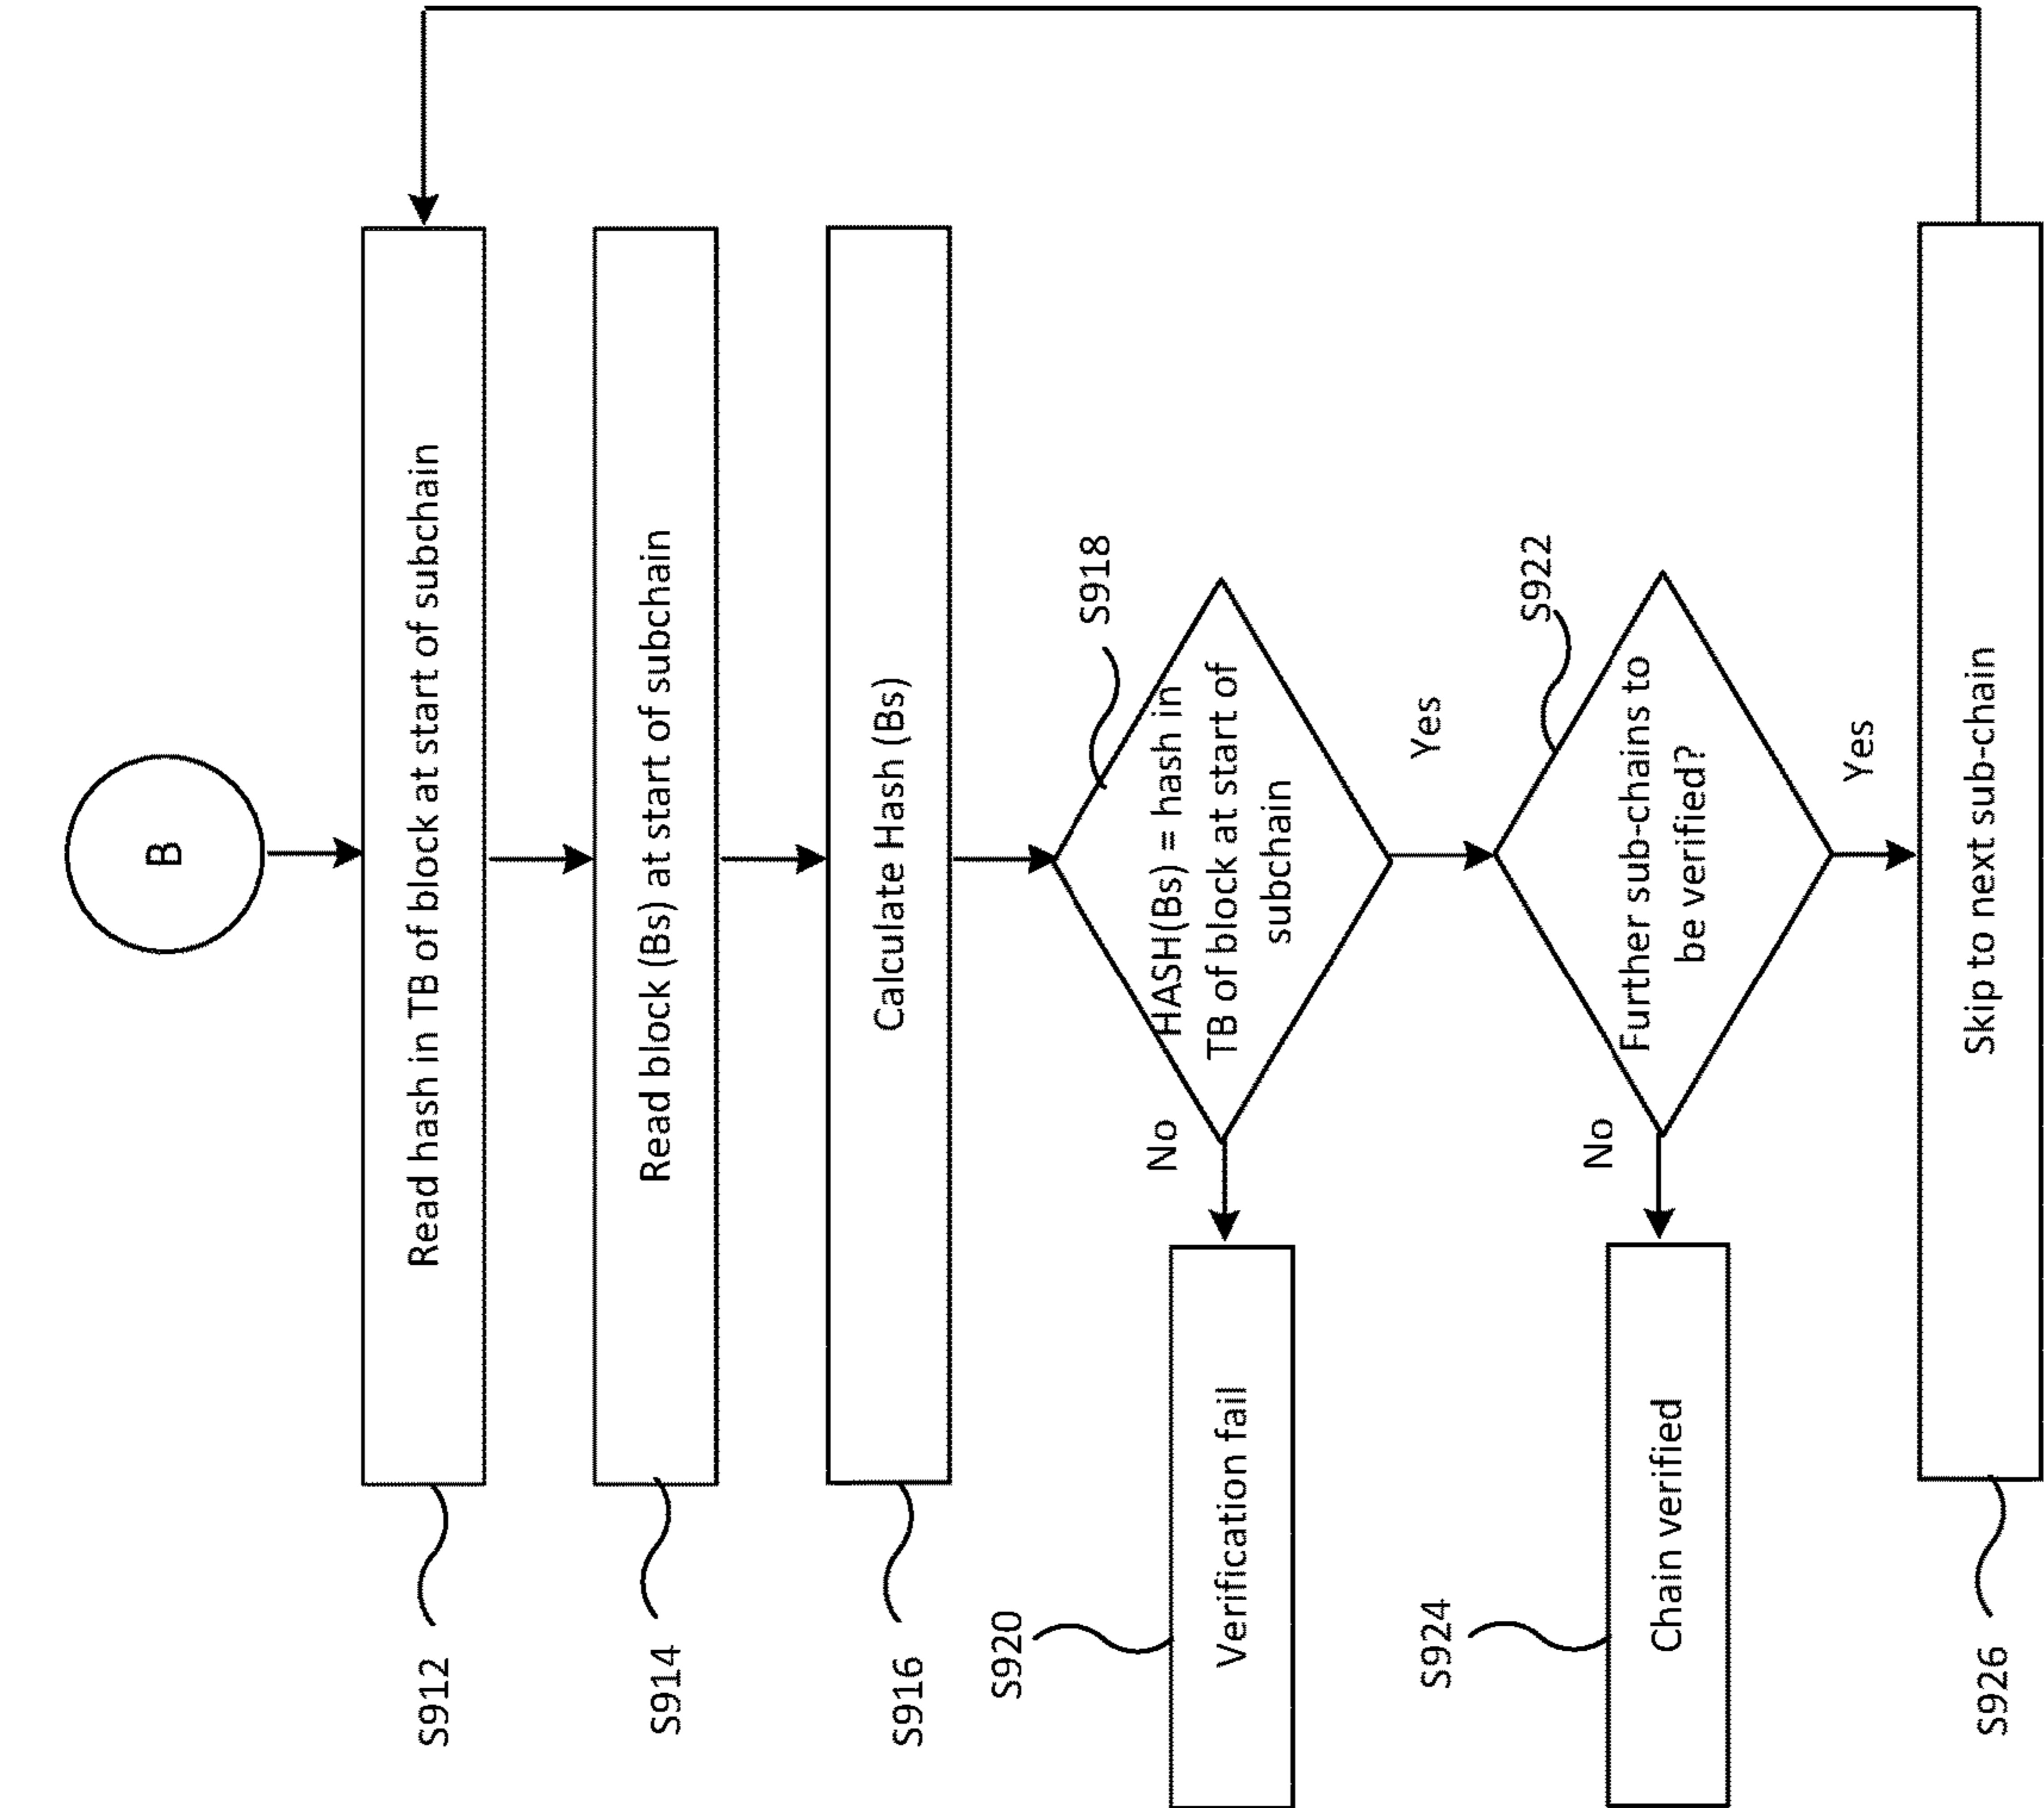 B
S912
Read hash in TB of block at start of subchain
S914
Read block (Bs) at start of subchain
S916
Calculate Hash (Bs)
S918
HASH(Bs) = hash in
TB of block at start of
subchain
No
Yes
S920
Verification fail
S922
Further sub-chains to
be verified?
No
Yes
S924
Chain verified
S926
Skip to next sub-chain